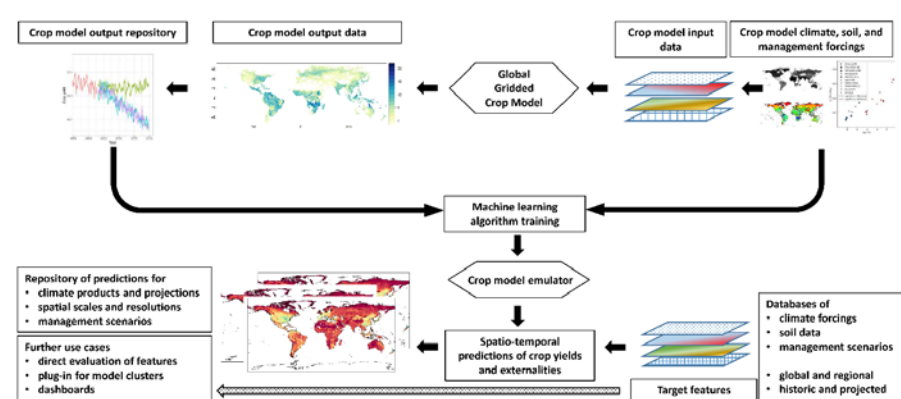 Crop model output repository
Crop model output data
Crop model input
data
Crop model climate, soil, and
management forcings
Global
Gridded
Crop Model
Machine learning
algorithm training
Crop model emulator
Repository of predictions for
• climate products and projections
• spatial scales and resolutions
• management scenarios
Further use cases
• direct evaluation of features
• plug-in for model clusters
• dashboards
Spatio-temporal
predictions of crop yields
and externalities
Target features
Databases of
• climate forcings
• soil data
• management scenarios
• global and regional
• historic and projected